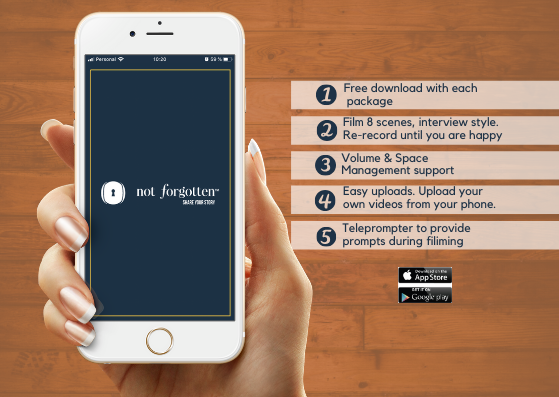 Personal 10:20 59 %
not forgotten™
SHARE YOUR STORY
1 Free download with each
package
2 Film 8 scenes, interview style.
Re-record until you are happy
3 Volume & Space
Management support
4 Easy uploads. Upload your
own videos from your phone.
5 Teleprompter to provide
prompts during filiming
Download on the
App Store
GET IT ON
Google play